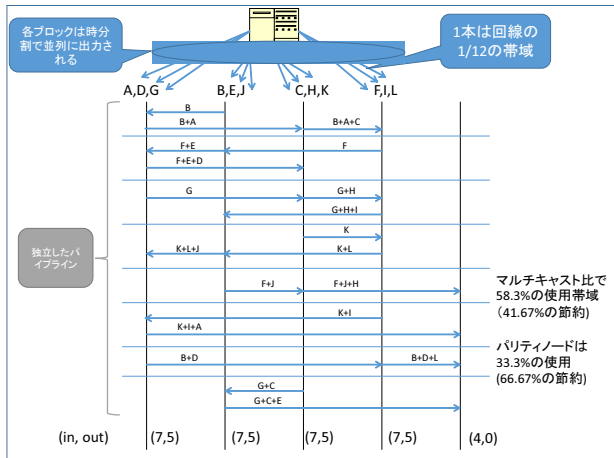 各ブロックは時分
割で並列に出力さ
れる
1本は回線の
1/12の帯域
A,D,G
B,E,J
C,H,K
F,I,L
B
B+A
B+A+C
F+E
F
F+E+D
G
G+H
G+H+I
K
K+L+J
K+L
独立したパ
イプライン
F+J
F+J+H
マルチキャスト比で
58.3%の使用帯域
（41.67%の節約)
K+I
K+I+A
B+D
B+D+L
パリティノードは
33.3%の使用
(66.67%の節約)
G+C
G+C+E
(in, out)
(7,5)
(7,5)
(7,5)
(7,5)
(4,0)